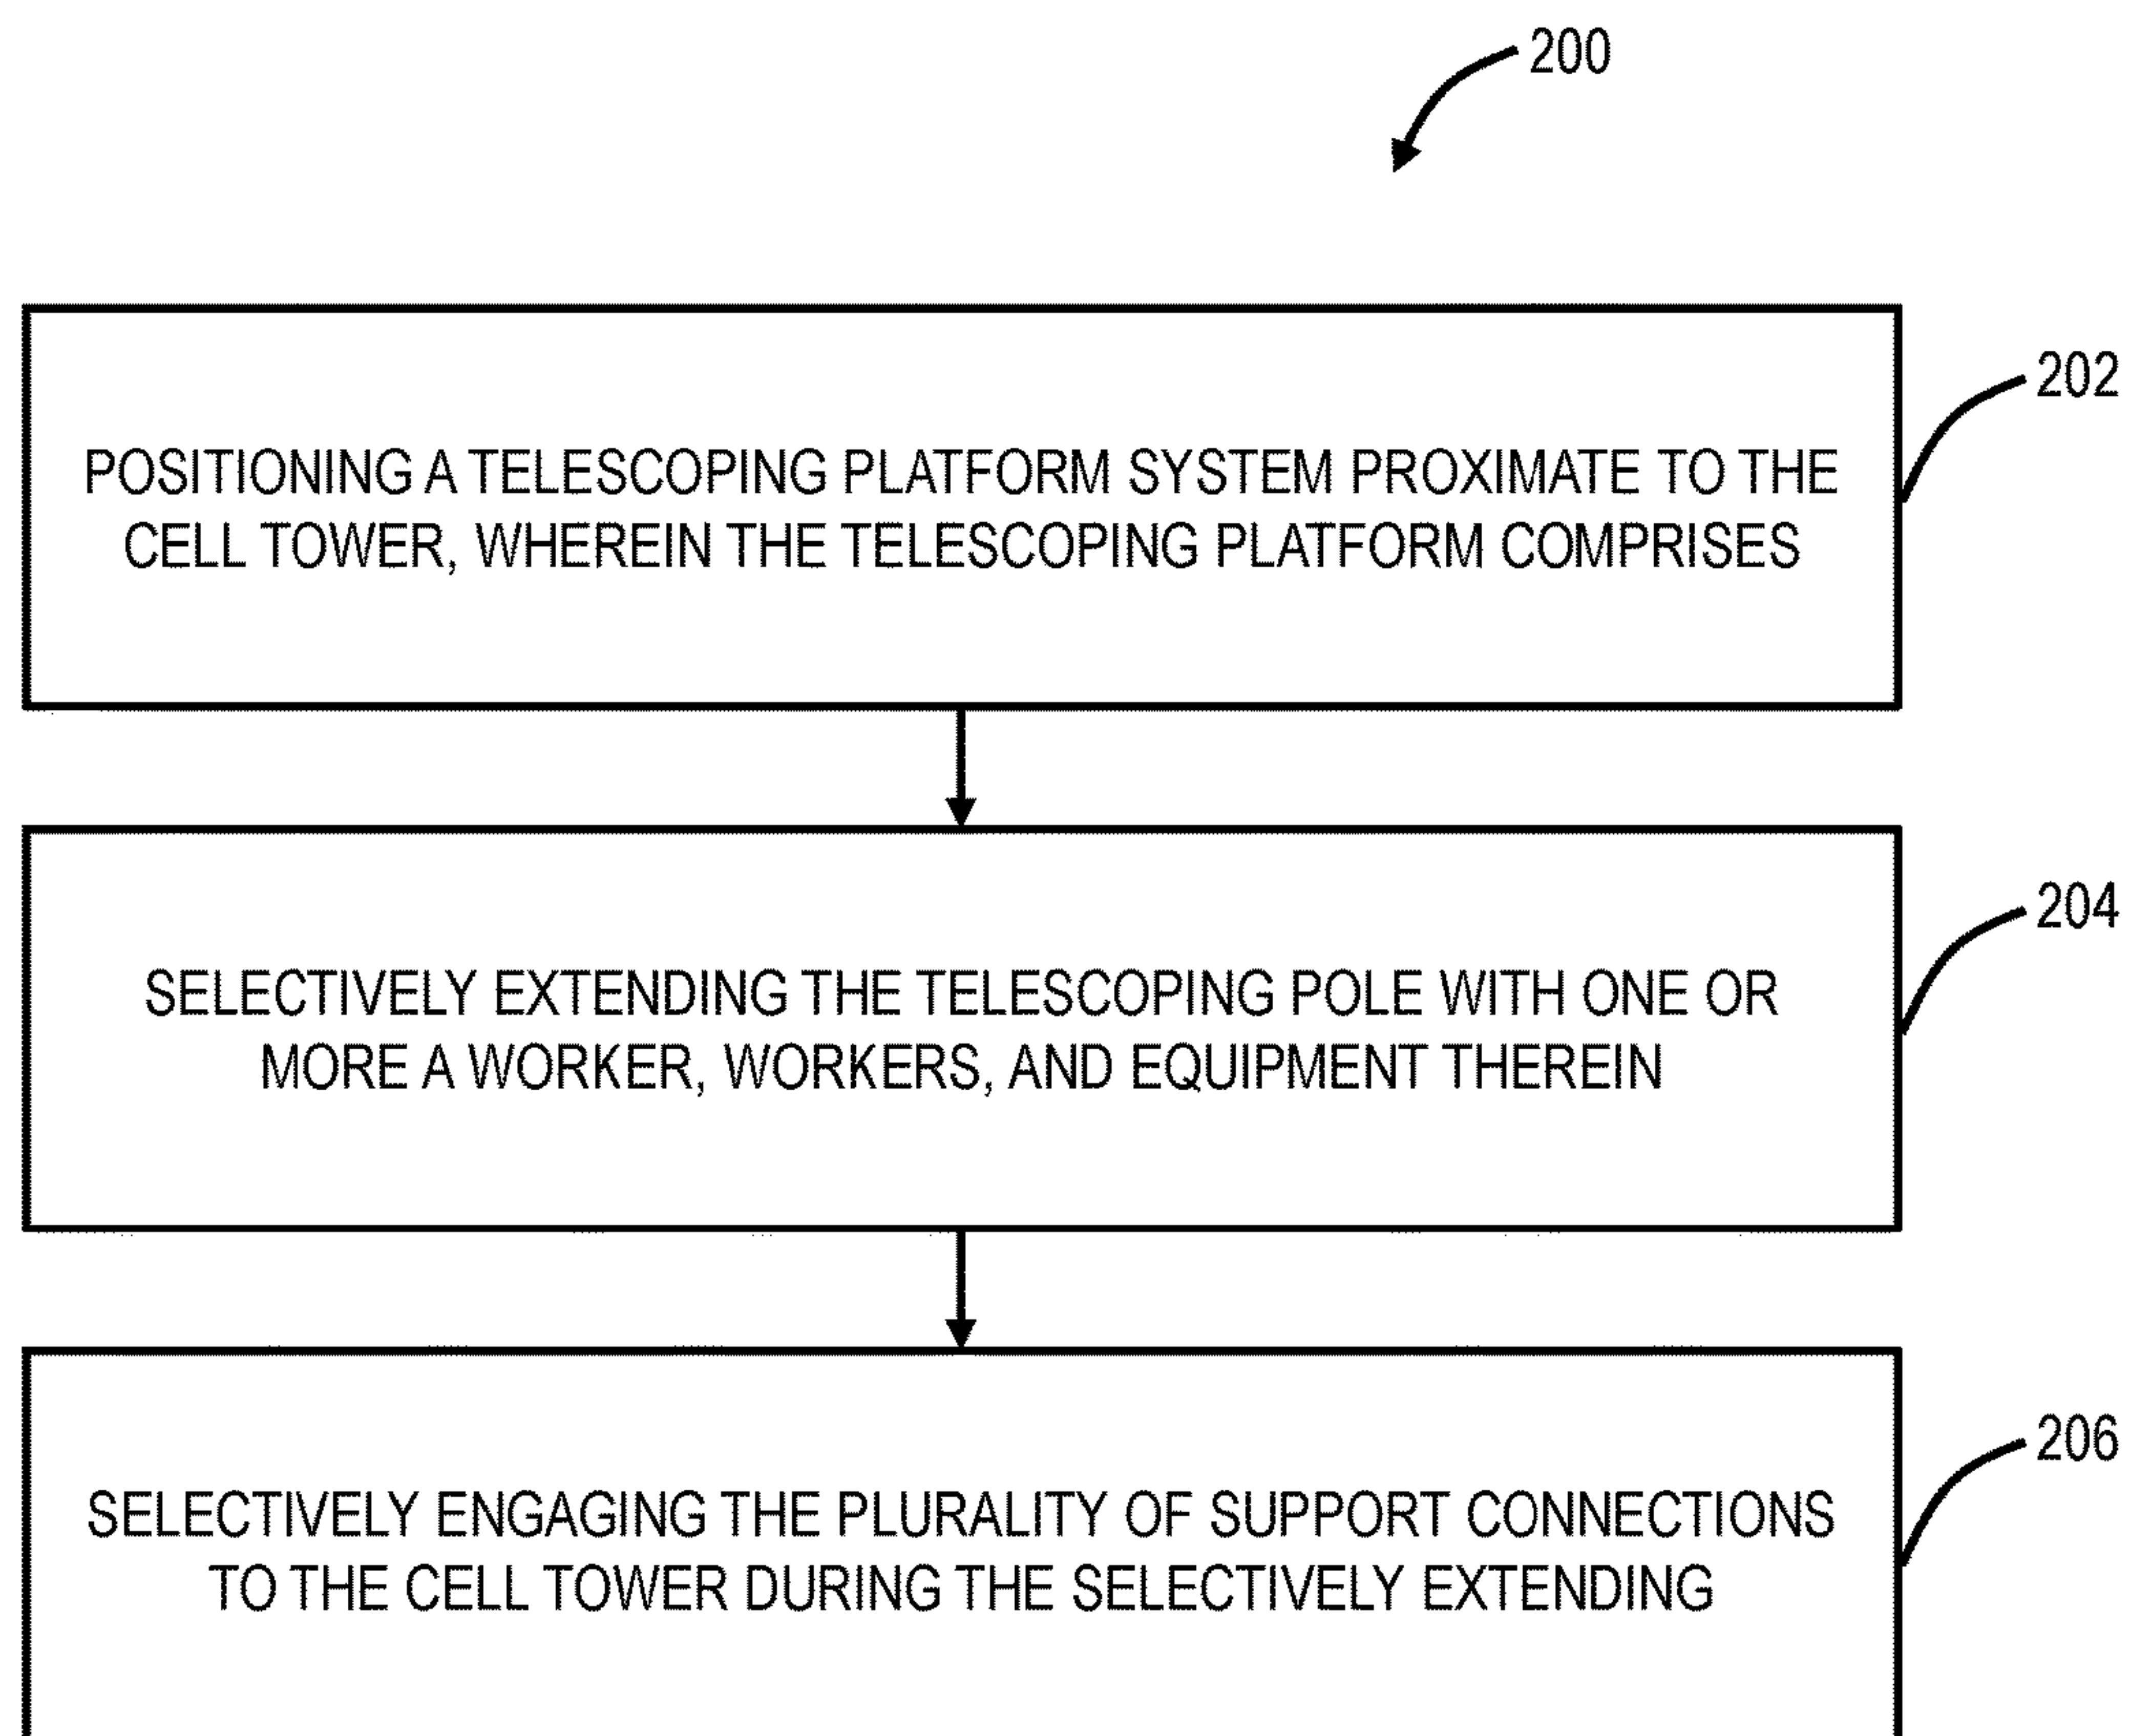 200
202
POSITIONING A TELESCOPING PLATFORM SYSTEM PROXIMATE TO THE
CELL TOWER, WHEREIN THE TELESCOPING PLATFORM COMPRISES
204
SELECTIVELY EXTENDING THE TELESCOPING POLE WITH ONE OR
MORE A WORKER, WORKERS, AND EQUIPMENT THEREIN
206
SELECTIVELY ENGAGING THE PLURALITY OF SUPPORT CONNECTIONS
TO THE CELL TOWER DURING THE SELECTIVELY EXTENDING